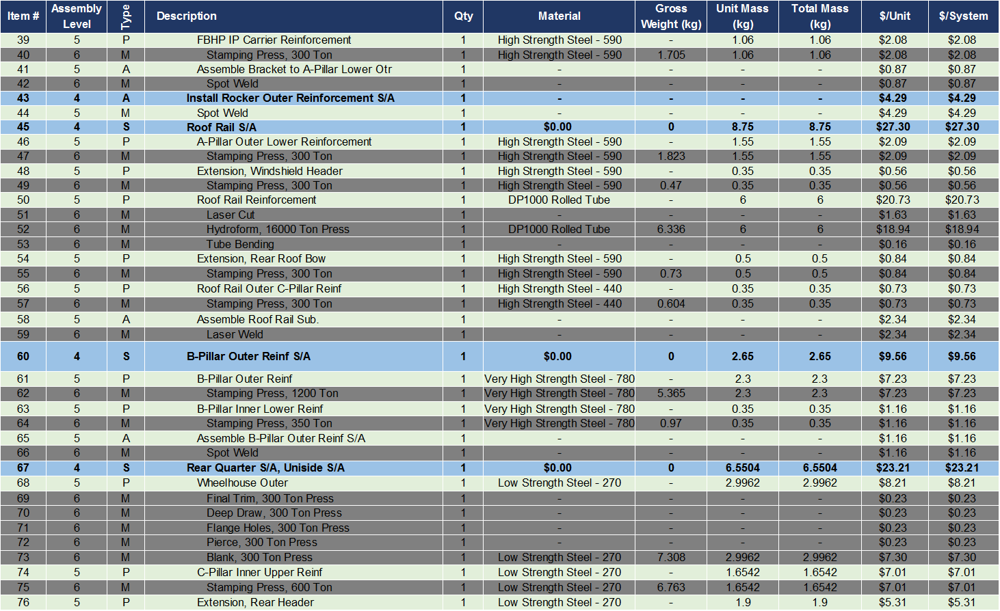 Item # Assembly Level Type Description Qty Material Gross Weight (kg) Unit Mass (kg) Total Mass (kg) $/Unit $/System
39 5 P FBHP IP Carrier Reinforcement 1 High Strength Steel - 590 - 1.06 1.06 $2.08 $2.08
40 6 M Stamping Press, 300 Ton 1 High Strength Steel - 590 1.705 1.06 1.06 $2.08 $2.08
41 5 A Assemble Bracket to A-Pillar Lower Otr 1 - - - - $0.87 $0.87
42 6 M Spot Weld 1 - - - - $0.87 $0.87
43 4 A Install Rocker Outer Reinforcement S/A 1 - - - - $4.29 $4.29
44 5 M Spot Weld 1 - - - - $4.29 $4.29
45 4 S Roof Rail S/A 1 $0.00 0 8.75 8.75 $27.30 $27.30
46 5 P A-Pillar Outer Lower Reinforcement 1 High Strength Steel - 590 - 1.55 1.55 $2.09 $2.09
47 6 M Stamping Press, 300 Ton 1 High Strength Steel - 590 1.823 1.55 1.55 $2.09 $2.09
48 5 P Extension, Windshield Header 1 High Strength Steel - 590 - 0.35 0.35 $0.56 $0.56
49 6 M Stamping Press, 300 Ton 1 High Strength Steel - 590 0.47 0.35 0.35 $0.56 $0.56
50 5 P Roof Rail Reinforcement 1 DP1000 Rolled Tube - 6 6 $20.73 $20.73
51 6 M Laser Cut 1 - - - - $1.63 $1.63
52 6 M Hydroform, 16000 Ton Press 1 DP1000 Rolled Tube 6.336 6 6 $18.94 $18.94
53 6 M Tube Bending 1 - - - - $0.16 $0.16
54 5 P Extension, Rear Roof Bow 1 High Strength Steel - 590 - 0.5 0.5 $0.84 $0.84
55 6 M Stamping Press, 300 Ton 1 High Strength Steel - 590 0.73 0.5 0.5 $0.84 $0.84
56 5 P Roof Rail Outer C-Pillar Reinf 1 High Strength Steel - 440 - 0.35 0.35 $0.73 $0.73
57 6 M Stamping Press, 300 Ton 1 High Strength Steel - 440 0.604 0.35 0.35 $0.73 $0.73
58 5 A Assemble Roof Rail Sub. 1 - - - - $2.34 $2.34
59 6 M Laser Weld 1 - - - - $2.34 $2.34
60 4 S B-Pillar Outer Reinf S/A 1 $0.00 0 2.65 2.65 $9.56 $9.56
61 5 P B-Pillar Outer Reinf 1 Very High Strength Steel - 780 - 2.3 2.3 $7.23 $7.23
62 6 M Stamping Press, 1200 Ton 1 Very High Strength Steel - 780 5.365 2.3 2.3 $7.23 $7.23
63 5 P B-Pillar Inner Lower Reinf 1 Very High Strength Steel - 780 - 0.35 0.35 $1.16 $1.16
64 6 M Stamping Press, 350 Ton 1 Very High Strength Steel - 780 0.97 0.35 0.35 $1.16 $1.16
65 5 A Assemble B-Pillar Outer Reinf S/A 1 - - - - $1.16 $1.16
66 6 M Spot Weld 1 - - - - $1.16 $1.16
67 4 S Rear Quarter S/A, Uniside S/A 1 $0.00 0 6.5504 6.5504 $23.21 $23.21
68 5 P Wheelhouse Outer 1 Low Strength Steel - 270 - 2.9962 2.9962 $8.21 $8.21
69 6 M Final Trim, 300 Ton Press 1 - - - - $0.23 $0.23
70 6 M Deep Draw, 300 Ton Press 1 - - - - $0.23 $0.23
71 6 M Flange Holes, 300 Ton Press 1 - - - - $0.23 $0.23
72 6 M Pierce, 300 Ton Press 1 - - - - $0.23 $0.23
73 6 M Blank, 300 Ton Press 1 Low Strength Steel - 270 7.308 2.9962 2.9962 $7.30 $7.30
74 5 P C-Pillar Inner Upper Reinf 1 Low Strength Steel - 270 - 1.6542 1.6542 $7.01 $7.01
75 6 M Stamping Press, 600 Ton 1 Low Strength Steel - 270 6.763 1.6542 1.6542 $7.01 $7.01
76 5 P Extension, Rear Header 1 Low Strength Steel - 270 - 1.9 1.9 $5.31 $5.31